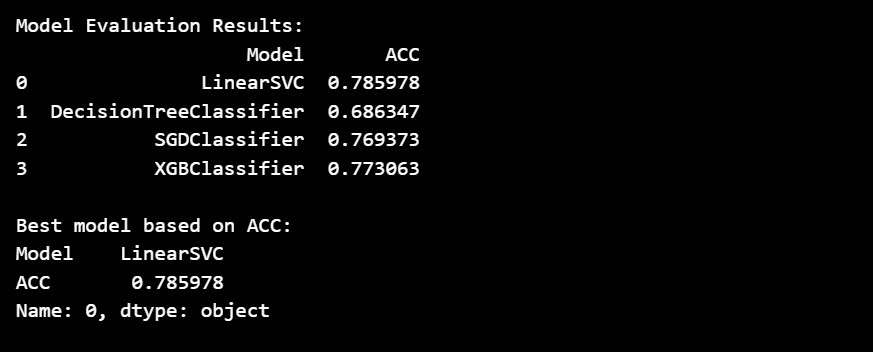 Model Evaluation Results:
Model ACC
0 LinearSVC 0.785978
1 DecisionTreeClassifier 0.686347
2 SGDClassifier 0.769373
3 XGBClassifier 0.773063
Best model based on ACC:
Model LinearSVC
ACC 0.785978
Name: 0, dtype: object